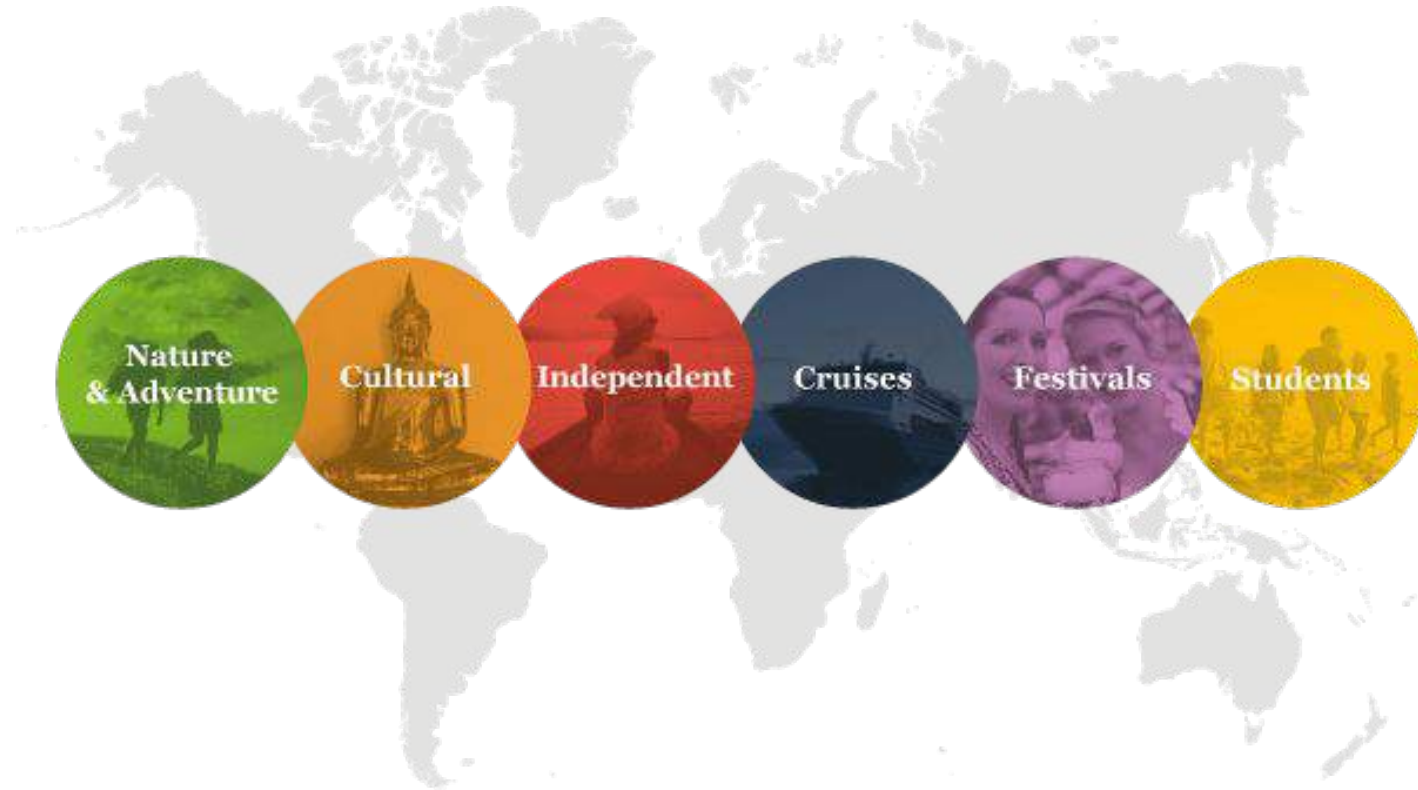 Nature
& Adventure
Cultural
Independent
Cruises
Festivals
Students